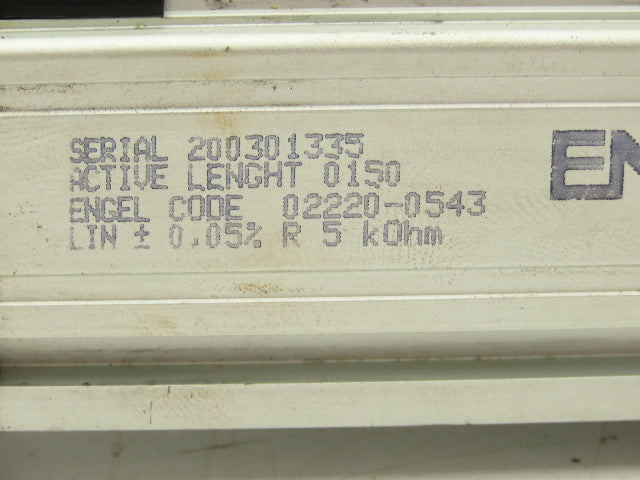 SERIAL 200301335
ACTIVE LENGHT 0150
ENGEL CODE 02220-0543
LIN ± 0.05% R 5 kOhm
EN